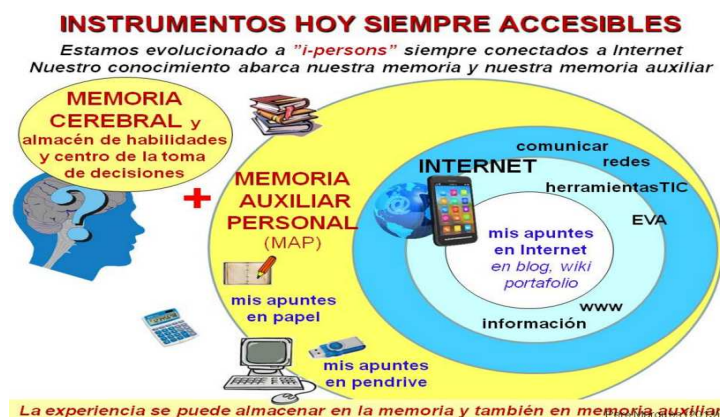 INSTRUMENTOS HOY SIEMPRE ACCESIBLES
Estamos evolucionado a "i-persons" siempre conectados a Internet
Nuestro conocimiento abarca nuestra memoria y nuestra memoria auxiliar
MEMORIA
CEREBRAL y
almacén de habilidades
y centro de la toma
de decisiones
+
MEMORIA
AUXILIAR
PERSONAL
(MAP)
mis apuntes
en papel
mis apuntes
en pendrive
INTERNET
comunicar
redes
herramientasTIC
EVA
mis apuntes
en Internet
en blog, wiki
portafolio
www
información
La experiencia se puede almacenar en la memoria y también en memoria auxiliar